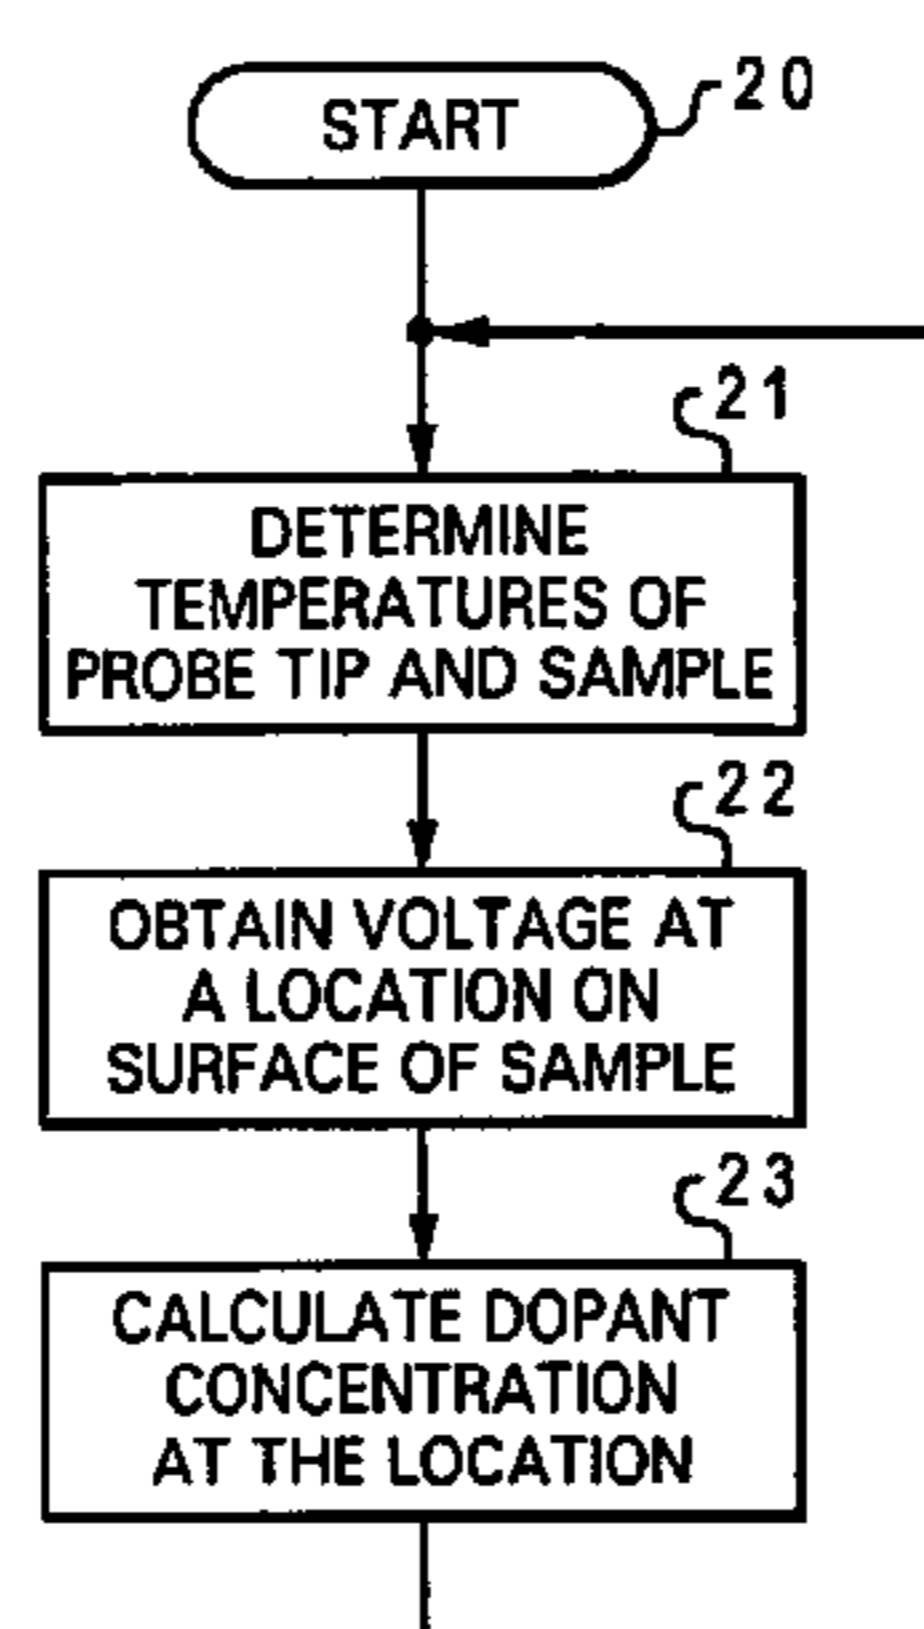 START
20
21
DETERMINE
TEMPERATURES OF
PROBE TIP AND SAMPLE
22
OBTAIN VOLTAGE AT
A LOCATION ON
SURFACE OF SAMPLE
23
CALCULATE DOPANT
CONCENTRATION
AT THE LOCATION